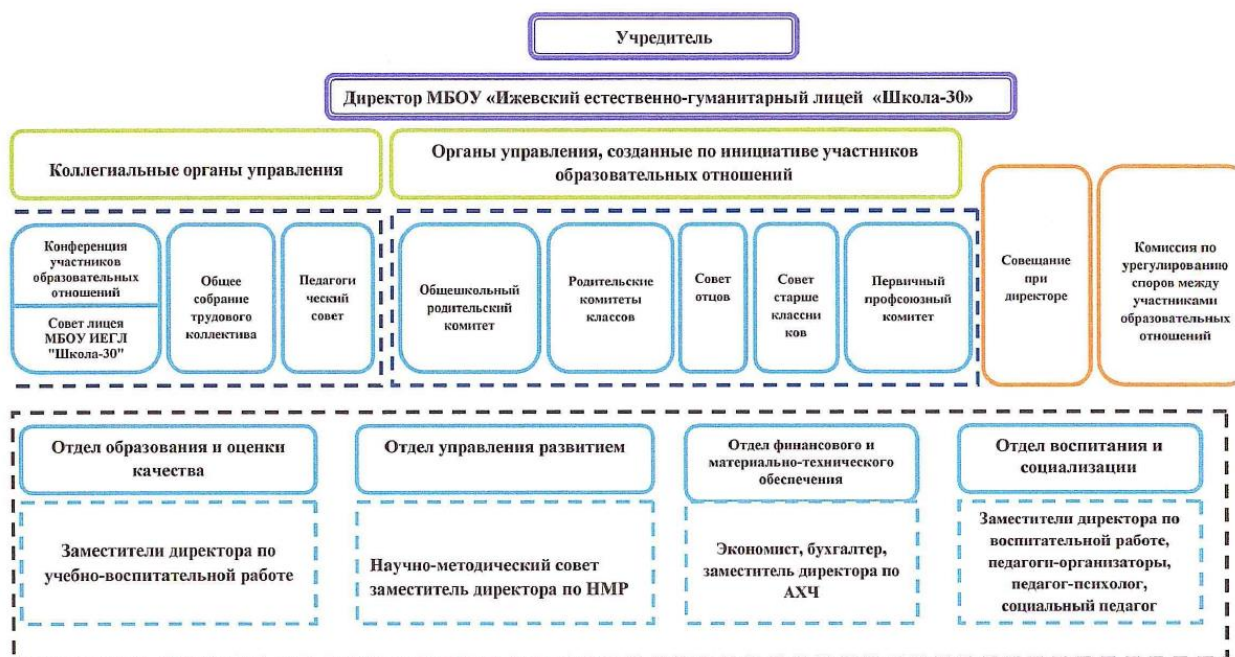 Учредитель
Директор МБОУ «Ижевский естественно-гуманитарный лицей «Школа-30»
Коллегиальные органы управления
Органы управления, созданные по инициативе участников
образовательных отношений
Конференция
участников
образовательных
отношений
Совет лицея
МБОУ ИЕГЛ
"Школа-30"
Общее
собрание
трудового
коллектива
Педагоги
ческий
совет
Общешкольный
родительский
комитет
Родительские
комитеты
классов
Совет
отцов
Совет
старше
классни
ков
Первичный
профсоюзный
комитет
Совещание
при
директоре
Комиссия по
урегулированию
споров между
участниками
образовательных
отношений
Отдел образования и оценки
качества
Заместители директора по
учебно-воспитательной работе
Отдел управления развитием
Научно-методический совет
заместитель директора по НМР
Отдел финансового и
материально-технического
обеспечения
Экономист, бухгалтер,
заместитель директора по
АХЧ
Отдел воспитания и
социализации
Заместители директора по
воспитательной работе,
педагоги-организаторы,
педагог-психолог,
социальный педагог